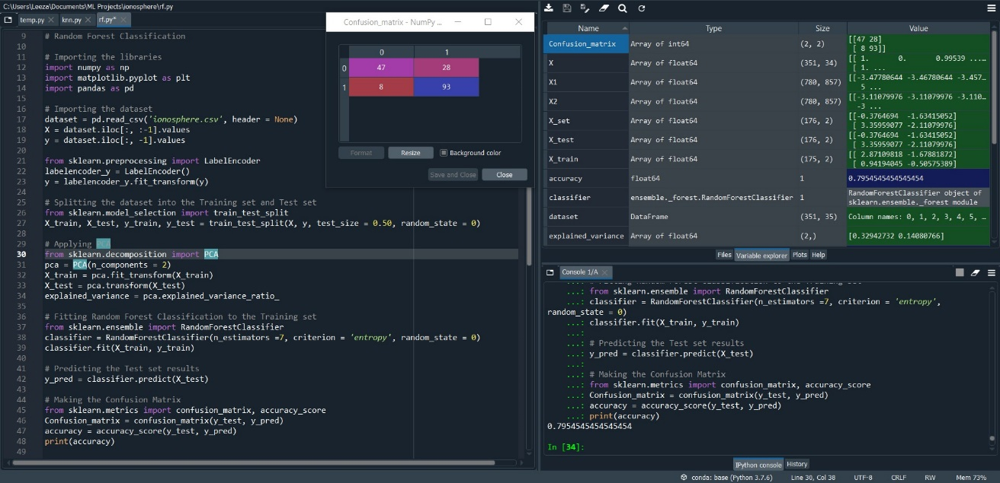 C:\Users\Leeza\Documents\ML Projects\ionosphere\rf.py
temp.py knn.py rf.py*
9 # Random Forest Classification
10
11 # Importing the libraries
12 import numpy as np
13 import matplotlib.pyplot as plt
14 import pandas as pd
15
16 # Importing the dataset
17 dataset = pd.read_csv('ionosphere.csv', header = None)
18 X = dataset.iloc[:, :-1].values
19 y = dataset.iloc[:, -1].values
20
21 from sklearn.preprocessing import LabelEncoder
22 labelencoder_y = LabelEncoder()
23 y = labelencoder_y.fit_transform(y)
24
25 # Splitting the dataset into the Training set and Test set
26 from sklearn.model_selection import train_test_split
27 X_train, X_test, y_train, y_test = train_test_split(X, y, test_size = 0.50, random_state = 0)
28
29 # Applying PCA
30 from sklearn.decomposition import PCA
31 pca = PCA(n_components = 2)
32 X_train = pca.fit_transform(X_train)
33 X_test = pca.transform(X_test)
34 explained_variance = pca.explained_variance_ratio_
35
36 # Fitting Random Forest Classification to the Training set
37 from sklearn.ensemble import RandomForestClassifier
38 classifier = RandomForestClassifier(n_estimators =7, criterion = 'entropy', random_state = 0)
39 classifier.fit(X_train, y_train)
40
41 # Predicting the Test set results
42 y_pred = classifier.predict(X_test)
43
44 # Making the Confusion Matrix
45 from sklearn.metrics import confusion_matrix, accuracy_score
46 Confusion_matrix = confusion_matrix(y_test, y_pred)
47 accuracy = accuracy_score(y_test, y_pred)
48 print(accuracy)
49
Confusion_matrix - NumPy ...
0 1
0 47 28
1 8 93
Format Resize Background color
Save and Close Close
Name Type Size Value
Confusion_matrix Array of int64 (2, 2) [[47 28]
[ 8 93]]
X Array of float64 (351, 34) [[ 1. 0. 0.99539 ...…
[ 1. ...
X1 Array of float64 (780, 857) [[-3.47780644 -3.46780644 -3.457…
5 ...
X2 Array of float64 (780, 857) [[-3.11079976 -3.11079976 -3.110…
-3 ...
X_set Array of float64 (176, 2) [[-0.3764694 -1.63415052]
[ 3.35959077 -2.11079976]
X_test Array of float64 (176, 2) [[-0.3764694 -1.63415052]
[ 3.35959077 -2.11079976]
X_train Array of float64 (175, 2) [[ 2.87109818 -1.67881872]
[ 0.94194045 -0.50575389]
accuracy float64 1 0.7954545454545454
classifier ensemble._forest.RandomForestClassifier 1 RandomForestClassifier object of
sklearn.ensemble._forest module
dataset DataFrame (351, 35) Column names: 0, 1, 2, 3, 4, 5, …
explained_variance Array of float64 (2,) [0.32942732 0.14080766]
Files Variable explorer Plots Help
Console 1/A
...: from sklearn.ensemble import RandomForestClassifier
...: classifier = RandomForestClassifier(n_estimators =7, criterion = 'entropy',
random_state = 0)
...: classifier.fit(X_train, y_train)
...:
...: # Predicting the Test set results
...: y_pred = classifier.predict(X_test)
...:
...: # Making the Confusion Matrix
...: from sklearn.metrics import confusion_matrix, accuracy_score
...: Confusion_matrix = confusion_matrix(y_test, y_pred)
...: accuracy = accuracy_score(y_test, y_pred)
...: print(accuracy)
0.7954545454545454
In [34]:
IPython console History
conda: base (Python 3.7.6) Line 30, Col 38 UTF-8 CRLF RW Mem 73%